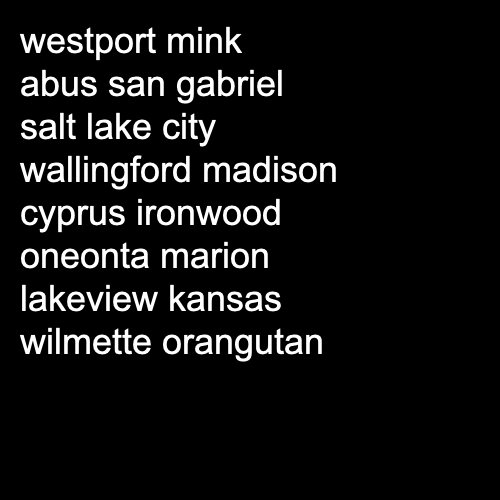 westport mink
abus san gabriel
salt lake city
wallingford madison
cyprus ironwood
oneonta marion
lakeview kansas
wilmette orangutan